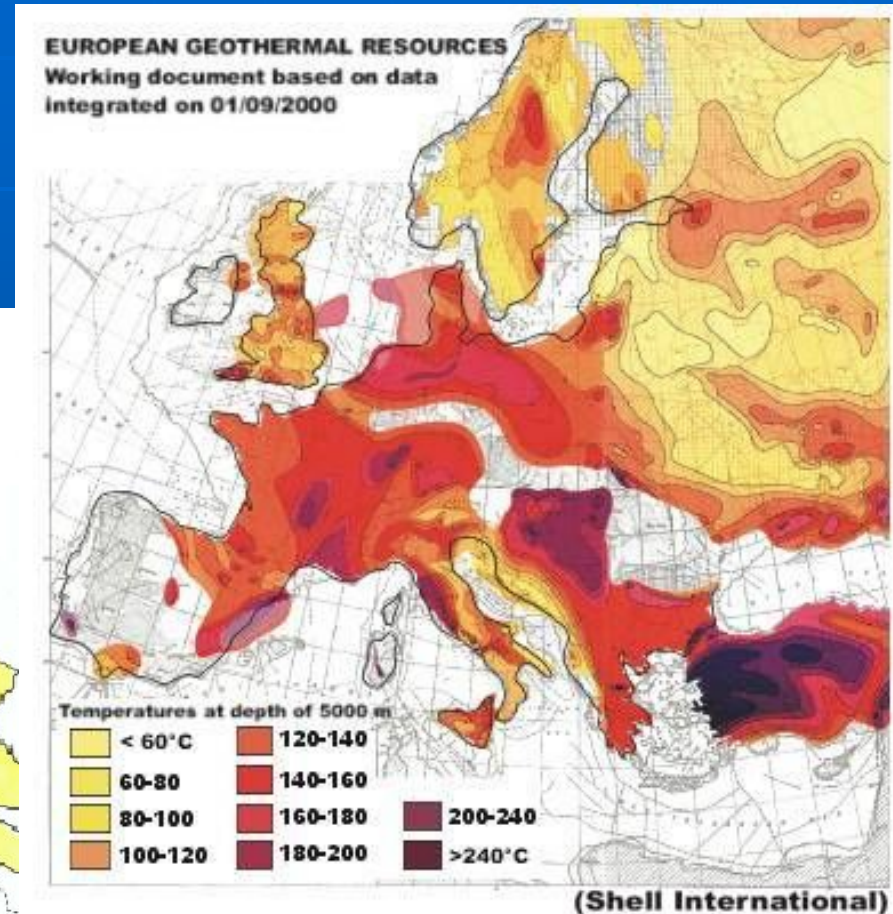 EUROPEAN GEOTHERMAL RESOURCES
Working document based on data
integrated on 01/09/2000
Temperatures at depth of 5000 m
< 60°C
60-80
80-100
100-120
120-140
140-160
160-180
180-200
200-240
>240°C
(Shell International)